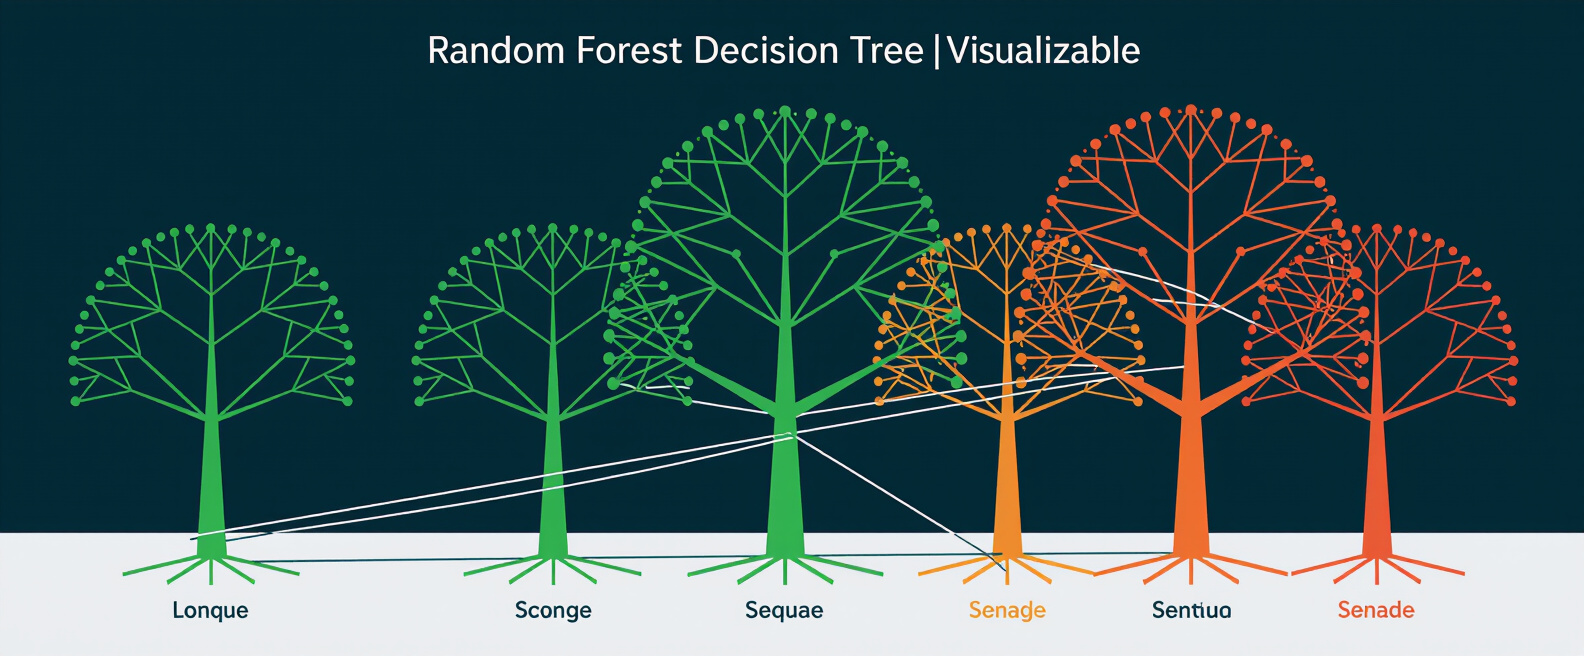 Random Forest Decision Tree | Visualizable
Lonque Sconge Sequae Senage Sentiua Senade